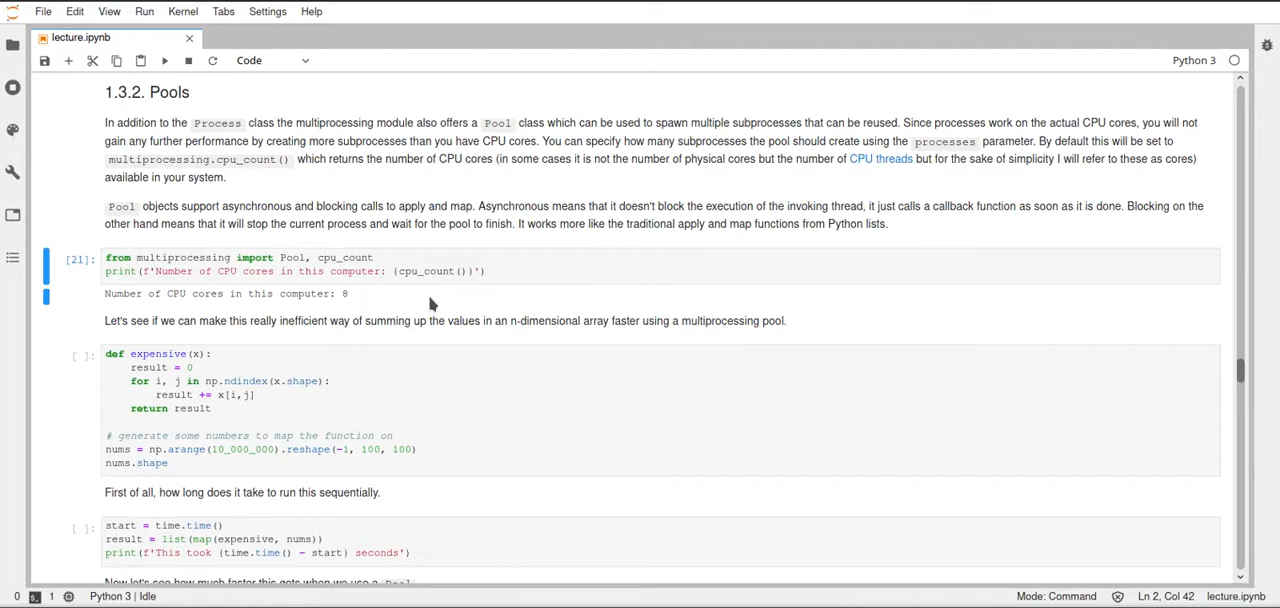 File Edit View Run Kernel Tabs Settings Help
lecture.ipynb
Code
Python 3
1.3.2. Pools
In addition to the Process class the multiprocessing module also offers a Pool class which can be used to spawn multiple subprocesses that can be reused. Since processes work on the actual CPU cores, you will not
gain any further performance by creating more subprocesses than you have CPU cores. You can specify how many subprocesses the pool should create using the processes parameter. By default this will be set to
multiprocessing.cpu_count() which returns the number of CPU cores (in some cases it is not the number of physical cores but the number of CPU threads but for the sake of simplicity I will refer to these as cores)
available in your system.
Pool objects support asynchronous and blocking calls to apply and map. Asynchronous means that it doesn't block the execution of the invoking thread, it just calls a callback function as soon as it is done. Blocking on the
other hand means that it will stop the current process and wait for the pool to finish. It works more like the traditional apply and map functions from Python lists.
[21]: from multiprocessing import Pool, cpu_count
print(f'Number of CPU cores in this computer: {cpu_count()}')
Number of CPU cores in this computer: 8
Let's see if we can make this really inefficient way of summing up the values in an n-dimensional array faster using a multiprocessing pool.
[ ]: def expensive(x):
result = 0
for i, j in np.ndindex(x.shape):
result += x[i,j]
return result
# generate some numbers to map the function on
nums = np.arange(10_000_000).reshape(-1, 100, 100)
nums.shape
First of all, how long does it take to run this sequentially.
[ ]: start = time.time()
result = list(map(expensive, nums))
print(f'This took {time.time() - start} seconds')
Now let's see how much faster this gets when we use a Pool
0 1 Python 3 | Idle Mode: Command Ln 2, Col 42 lecture.ipynb